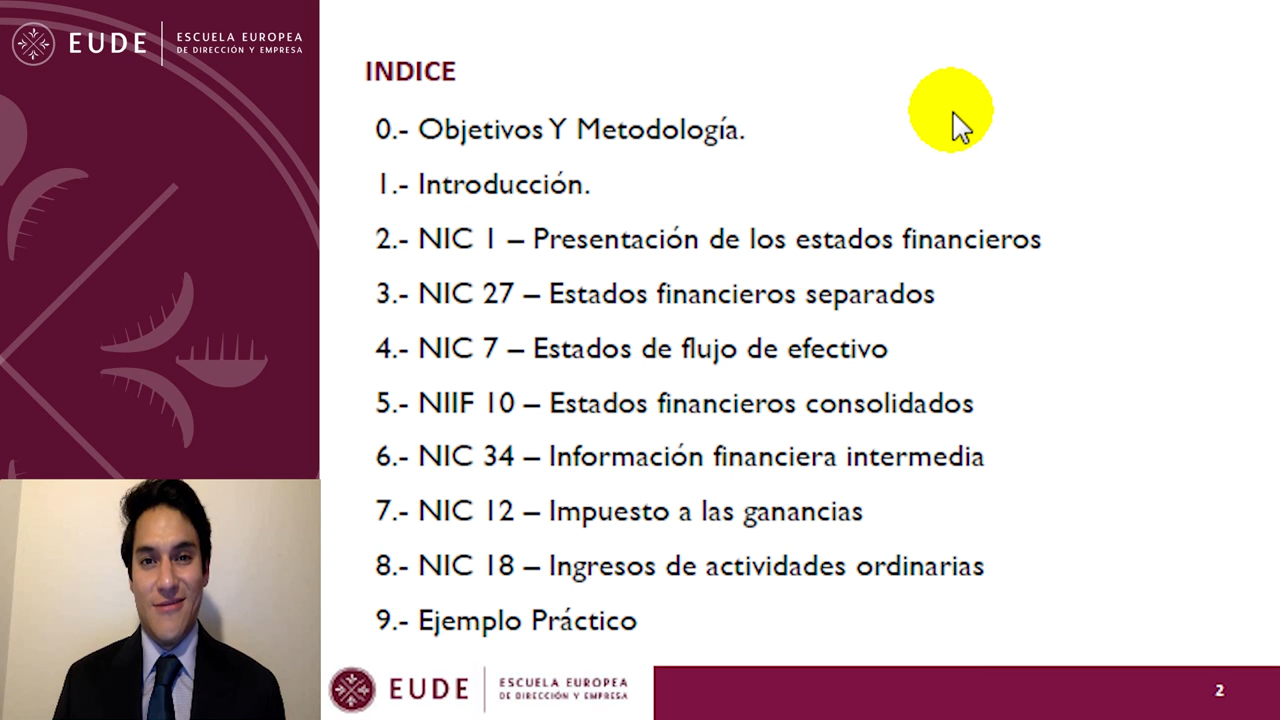 EUDE
ESCUELA EUROPEA
DE DIRECCIÓN Y EMPRESA
INDICE
0.- Objetivos Y Metodología.
1.- Introducción.
2.- NIC 1 – Presentación de los estados financieros
3.- NIC 27 – Estados financieros separados
4.- NIC 7 – Estados de flujo de efectivo
5.- NIIF 10 – Estados financieros consolidados
6.- NIC 34 – Información financiera intermedia
7.- NIC 12 – Impuesto a las ganancias
8.- NIC 18 – Ingresos de actividades ordinarias
9.- Ejemplo Práctico
EUDE
ESCUELA EUROPEA
DE DIRECCIÓN Y EMPRESA
2